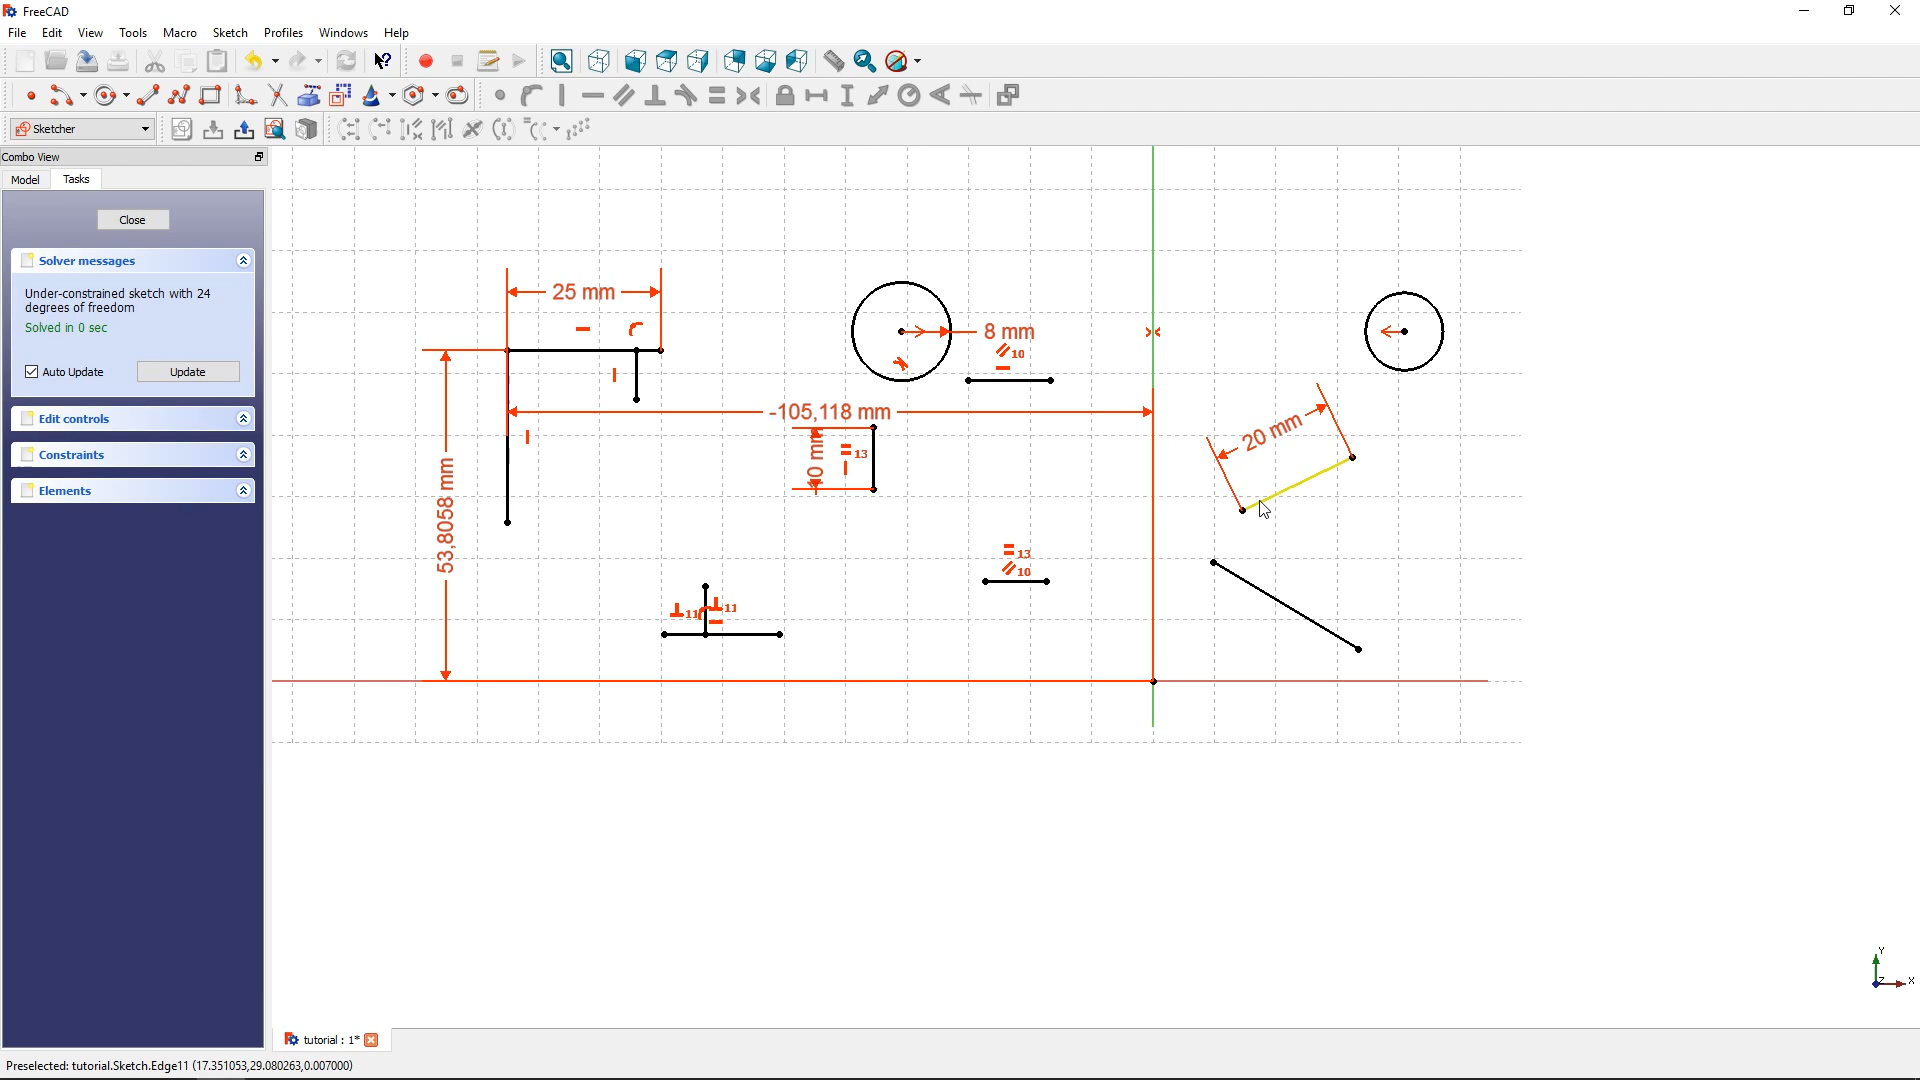 FreeCAD
File Edit View Tools Macro Sketch Profiles Windows Help
Sketcher
Combo View
Model Tasks
Close
Solver messages
Under-constrained sketch with 24
degrees of freedom
Solved in 0 sec
Auto Update Update
Edit controls
Constraints
Elements
25 mm
8 mm
10
-105,118 mm
20 mm
13
53,8058 mm
13
10
11 11
Y
Z X
tutorial : 1*
Preselected: tutorial.Sketch.Edge11 (17.351053,29.080263,0.007000)